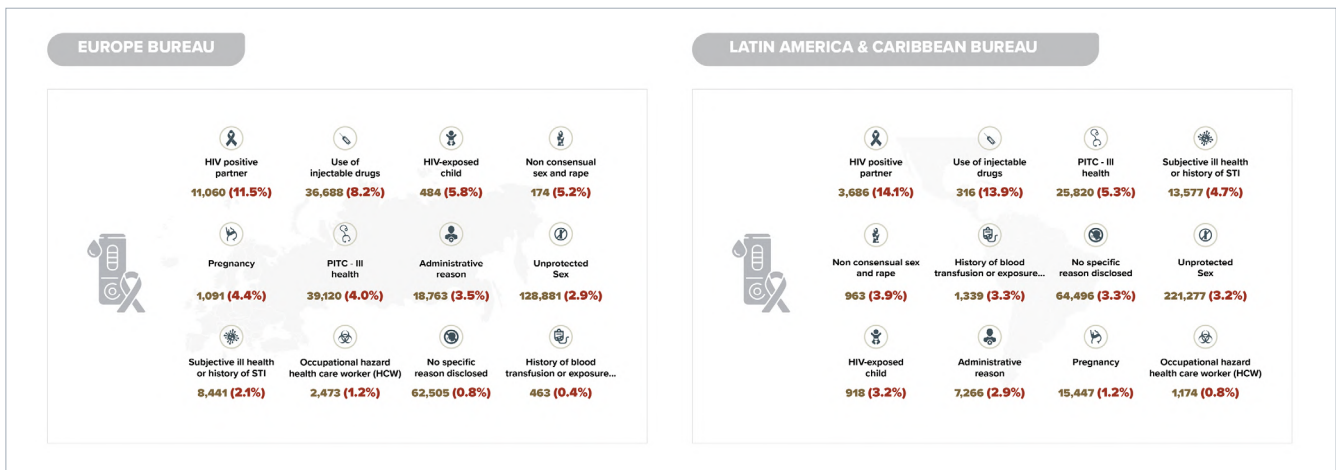 EUROPE BUREAU
HIV positive
partner
11,060 (11.5%)
Use of
injectable drugs
36,688 (8.2%)
HIV-exposed
child
484 (5.8%)
Non consensual
sex and rape
174 (5.2%)
Pregnancy
1,091 (4.4%)
PITC - III
health
39,120 (4.0%)
Administrative
reason
18,763 (3.5%)
Unprotected
Sex
128,881 (2.9%)
Subjective ill health
or history of STI
8,441 (2.1%)
Occupational hazard
health care worker (HCW)
2,473 (1.2%)
No specific
reason disclosed
62,505 (0.8%)
History of blood
transfusion or exposure...
463 (0.4%)
LATIN AMERICA & CARIBBEAN BUREAU
HIV positive
partner
3,686 (14.1%)
Use of injectable
drugs
316 (13.9%)
PITC - III
health
25,820 (5.3%)
Subjective ill health
or history of STI
13,577 (4.7%)
Non consensual sex
and rape
963 (3.9%)
History of blood
transfusion or exposure...
1,339 (3.3%)
No specific
reason disclosed
64,496 (3.3%)
Unprotected
Sex
221,277 (3.2%)
HIV-exposed
child
918 (3.2%)
Administrative
reason
7,266 (2.9%)
Pregnancy
15,447 (1.2%)
Occupational hazard
health care worker (HCW)
1,174 (0.8%)